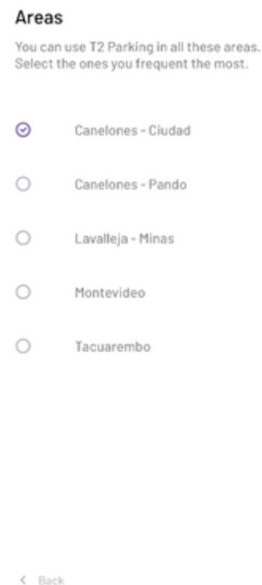 Areas
You can use T2 Parking in all these areas.
Select the ones you frequent the most.
Canelones - Ciudad
Canelones - Pando
Lavalleja - Minas
Montevideo
Tacuarembo
Back